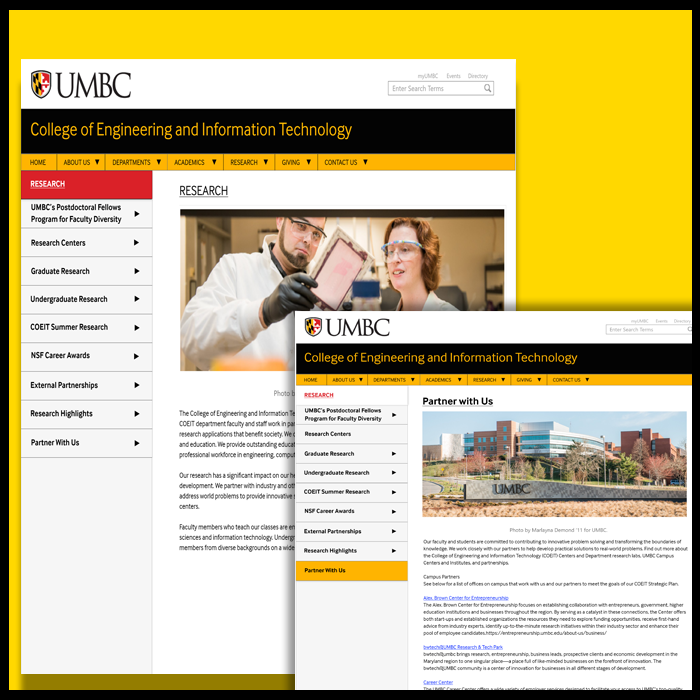 UMBC
myUMBC Events Directory
Enter Search Terms
College of Engineering and Information Technology
HOME ABOUT US DEPARTMENTS ACADEMICS RESEARCH GIVING CONTACT US
RESEARCH
UMBC's Postdoctoral Fellows
Program for Faculty Diversity
Research Centers
Graduate Research
Undergraduate Research
COEIT Summer Research
NSF Career Awards
External Partnerships
Research Highlights
Partner With Us
RESEARCH
Photo b
The College of Engineering and Information Te
COEIT department faculty and staff work in pa
research applications that benefit society. We
and education. We provide outstanding educat
professional workforce in engineering, comput
Our research has a significant impact on our
development. We partner with industry and oth
address world problems to provide innovative
centers.
Faculty members who teach our classes are en
sciences and information technology. Undergr
members from diverse backgrounds on a wide
UMBC
myUMBC Events Directory
Enter Search Terms
College of Engineering and Information Technology
HOME ABOUT US DEPARTMENTS ACADEMICS RESEARCH GIVING CONTACT US
RESEARCH
UMBC's Postdoctoral Fellows
Program for Faculty Diversity
Research Centers
Graduate Research
Undergraduate Research
COEIT Summer Research
NSF Career Awards
External Partnerships
Research Highlights
Partner With Us
Partner with Us
UMBC
Photo by Madayna Demond '11 for UMBC.
Our faculty and students are committed to contributing to innovative problem solving and transforming the boundaries of
knowledge. We work closely with our partners to help develop practical solutions to real-world problems. Find out more about
the College of Engineering and Information Technology (COEIT) Centers and Department research labs, UMBC Campus
Centers and Institutes, and partnerships.
Campus Partners
See below for a list of offices on campus that work with us and our partners to meet the goals of our COEIT Strategic Plan.
Alex. Brown Center for Entrepreneurship
The Alex. Brown Center for Entrepreneurship focuses on establishing collaboration with entrepreneurs, government, higher
education institutions and businesses throughout the region. By serving as a catalyst in these connections, the Center offers
both start-ups and established organizations the resources they need to explore funding opportunities, receive first-hand
advice from industry experts, identify up-to-the-minute research initiatives within their industry sector and enhance their
pool of employee candidates.https://entrepreneurship.umbc.edu/about-us/business/
bwtech@UMBC Research & Tech Park
bwtech@umbc brings research, entrepreneurship, business leads, prospective clients and economic development in the
Maryland region to one singular place—a place full of like-minded businesses on the forefront of innovation. The
bwtech@UMBC community is a center of innovation for businesses in all different stages of development.
Career Center
The UMBC Career Center offers a wide variety of employer services designed to facilitate your access to UMBC's top-quality